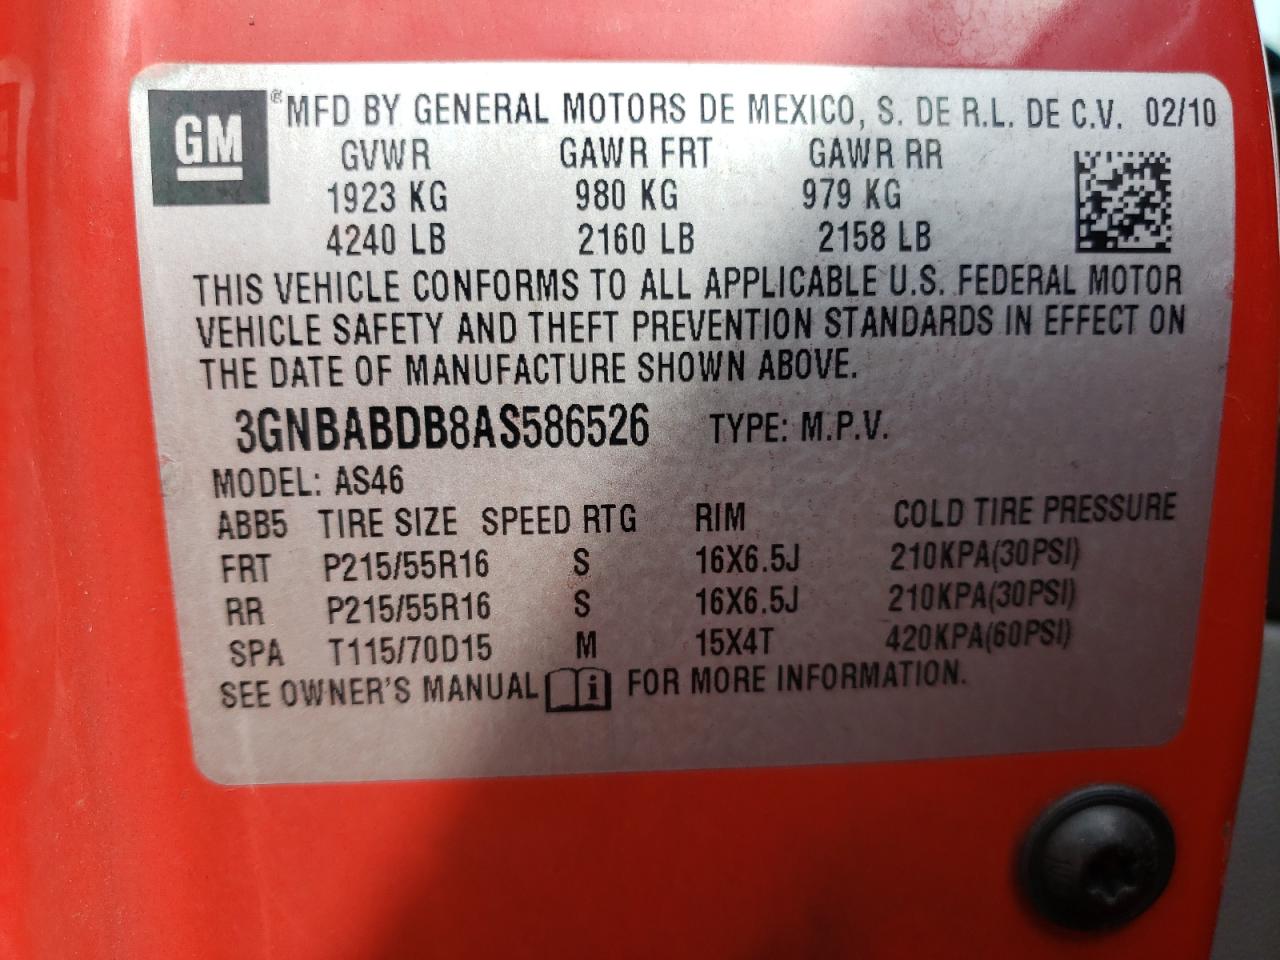 GM ® MFD BY GENERAL MOTORS DE MEXICO, S. DE R.L. DE C.V. 02/10
GVWR GAWR FRT GAWR RR
1923 KG 980 KG 979 KG
4240 LB 2160 LB 2158 LB
THIS VEHICLE CONFORMS TO ALL APPLICABLE U.S. FEDERAL MOTOR
VEHICLE SAFETY AND THEFT PREVENTION STANDARDS IN EFFECT ON
THE DATE OF MANUFACTURE SHOWN ABOVE.
3GNBABDB8AS586526 TYPE: M.P.V.
MODEL: AS46
ABB5 TIRE SIZE SPEED RTG RIM COLD TIRE PRESSURE
FRT P215/55R16 S 16X6.5J 210KPA(30PSI)
RR P215/55R16 S 16X6.5J 210KPA(30PSI)
SPA T115/70D15 M 15X4T 420KPA(60PSI)
SEE OWNER'S MANUAL i FOR MORE INFORMATION.